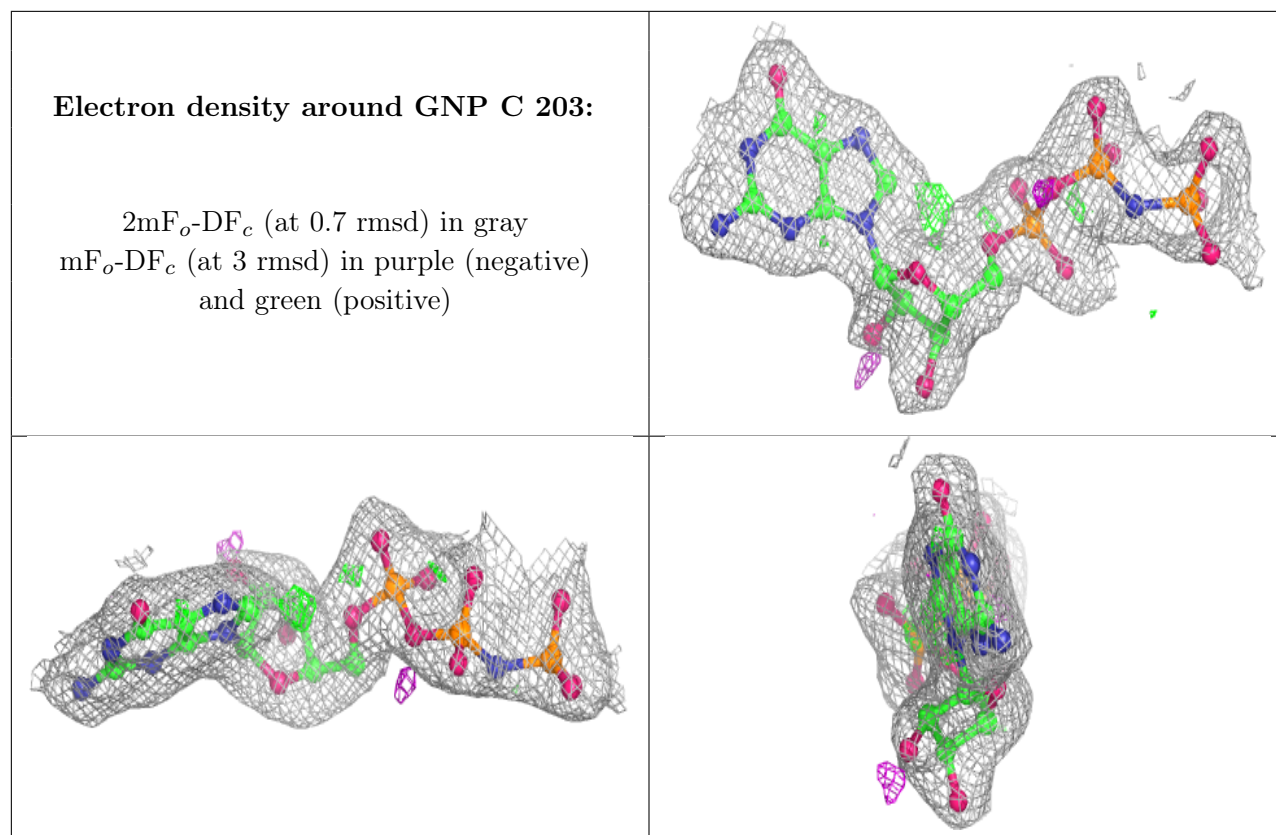 Electron density around GNP C 203:
2mFₒ-DF𝒸 (at 0.7 rmsd) in gray
mFₒ-DF𝒸 (at 3 rmsd) in purple (negative)
and green (positive)